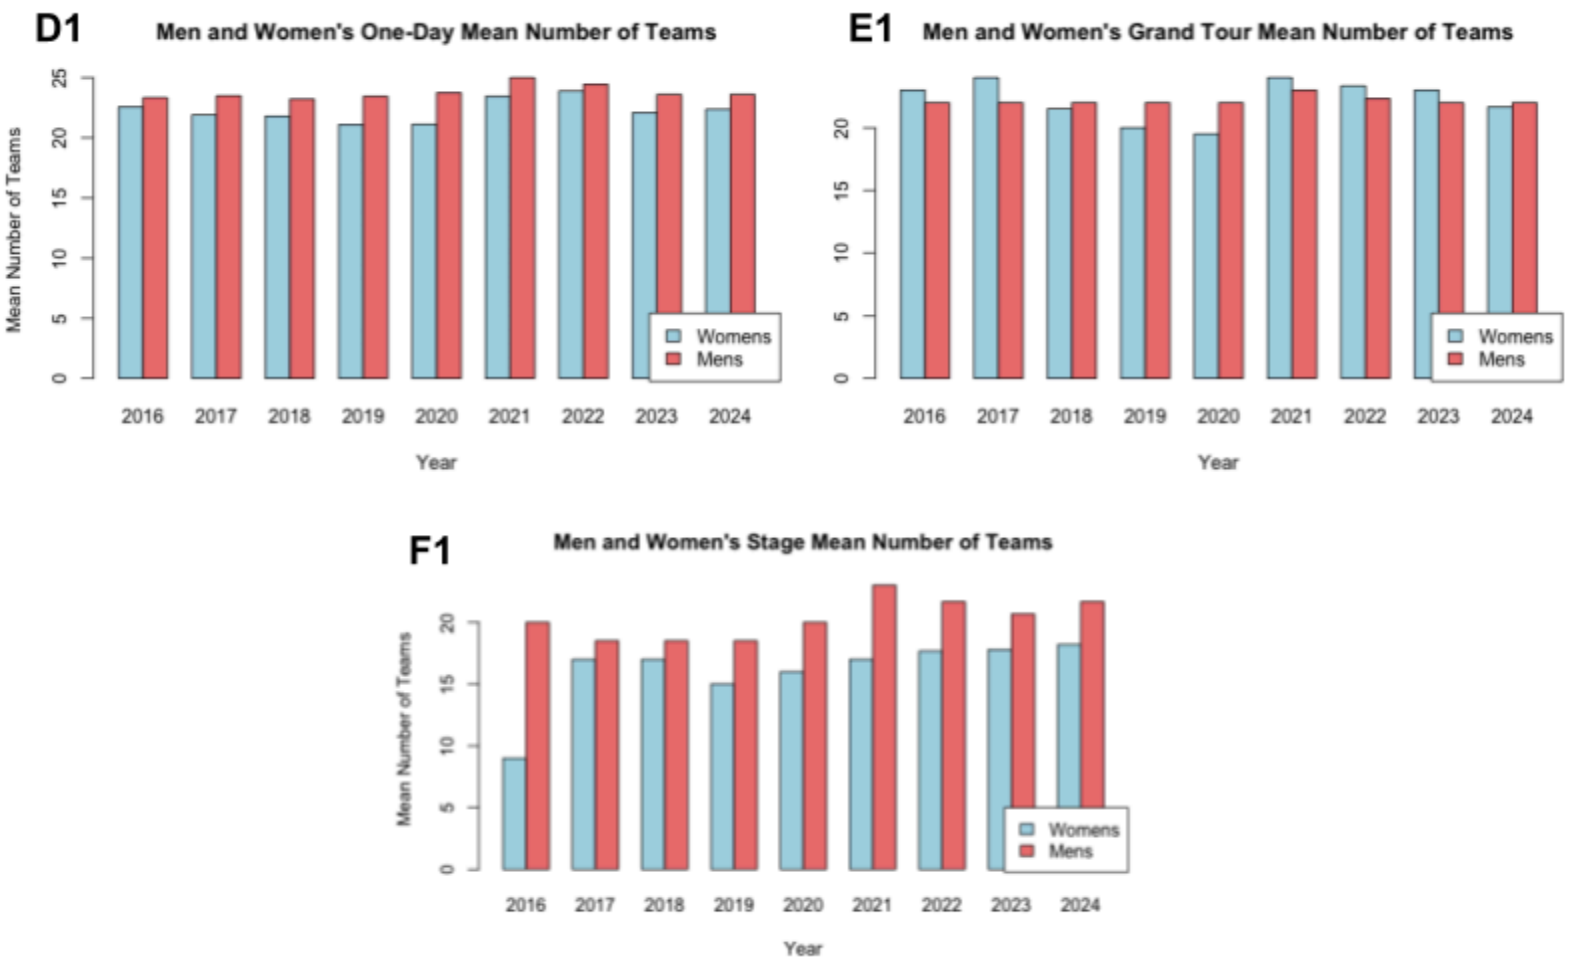 D1
Men and Women's One-Day Mean Number of Teams
Mean Number of Teams
25
20
15
10
5
0
2016 2017 2018 2019 2020 2021 2022 2023 2024
Year
Womens
Mens
E1
Men and Women's Grand Tour Mean Number of Teams
20
15
10
5
0
2016 2017 2018 2019 2020 2021 2022 2023 2024
Year
Womens
Mens
F1
Men and Women's Stage Mean Number of Teams
Mean Number of Teams
20
15
10
5
0
2016 2017 2018 2019 2020 2021 2022 2023 2024
Year
Womens
Mens